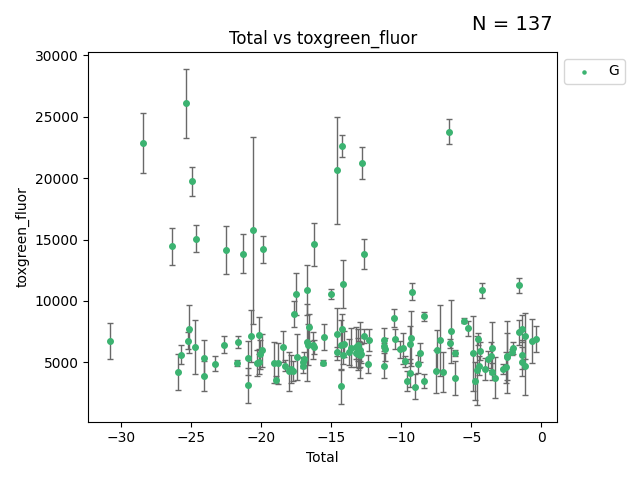 N = 137
Total vs toxgreen_fluor
G
toxgreen_fluor
30000
25000
20000
15000
10000
5000
−30
−25
−20
−15
−10
−5
0
Total